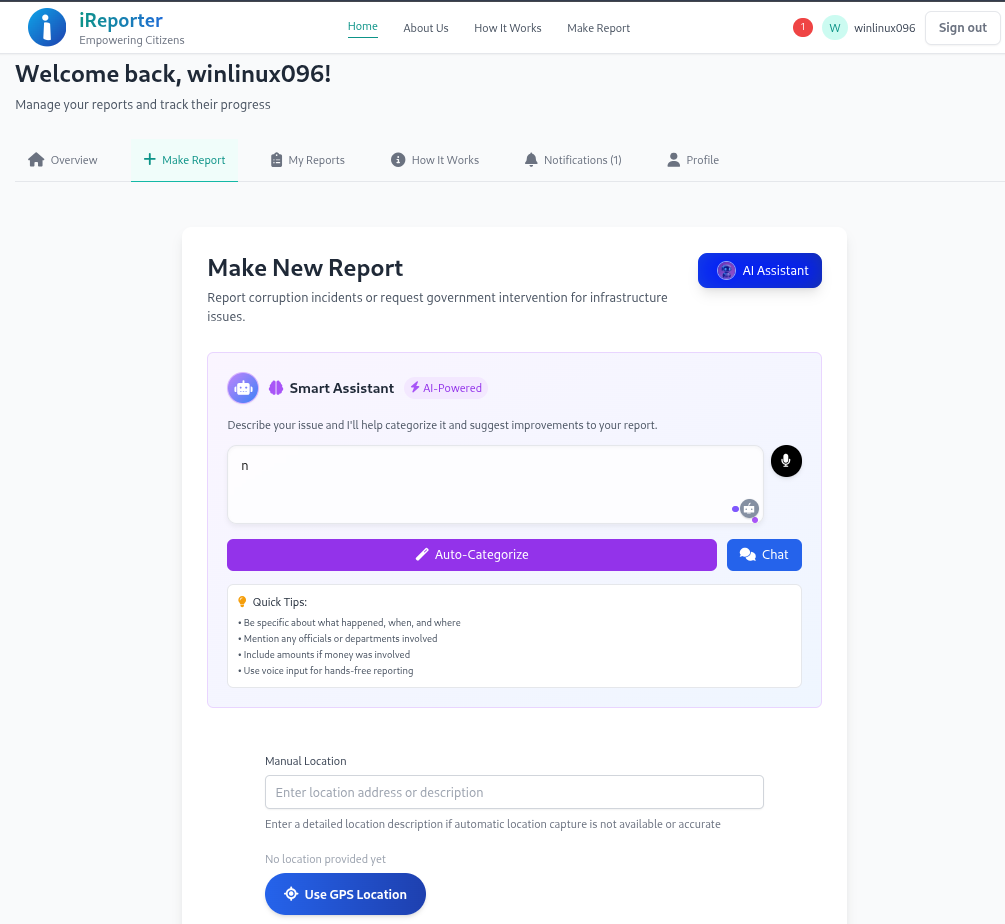 iReporter
Empowering Citizens
Home
About Us
How It Works
Make Report
1
W
winlinux096
Sign out
Welcome back, winlinux096!
Manage your reports and track their progress
Overview
Make Report
My Reports
How It Works
Notifications (1)
Profile
Make New Report
AI Assistant
Report corruption incidents or request government intervention for infrastructure
issues.
Smart Assistant
AI-Powered
Describe your issue and I'll help categorize it and suggest improvements to your report.
n
Auto-Categorize
Chat
Quick Tips:
• Be specific about what happened, when, and where
• Mention any officials or departments involved
• Include amounts if money was involved
• Use voice input for hands-free reporting
Manual Location
Enter location address or description
Enter a detailed location description if automatic location capture is not available or accurate
No location provided yet
Use GPS Location